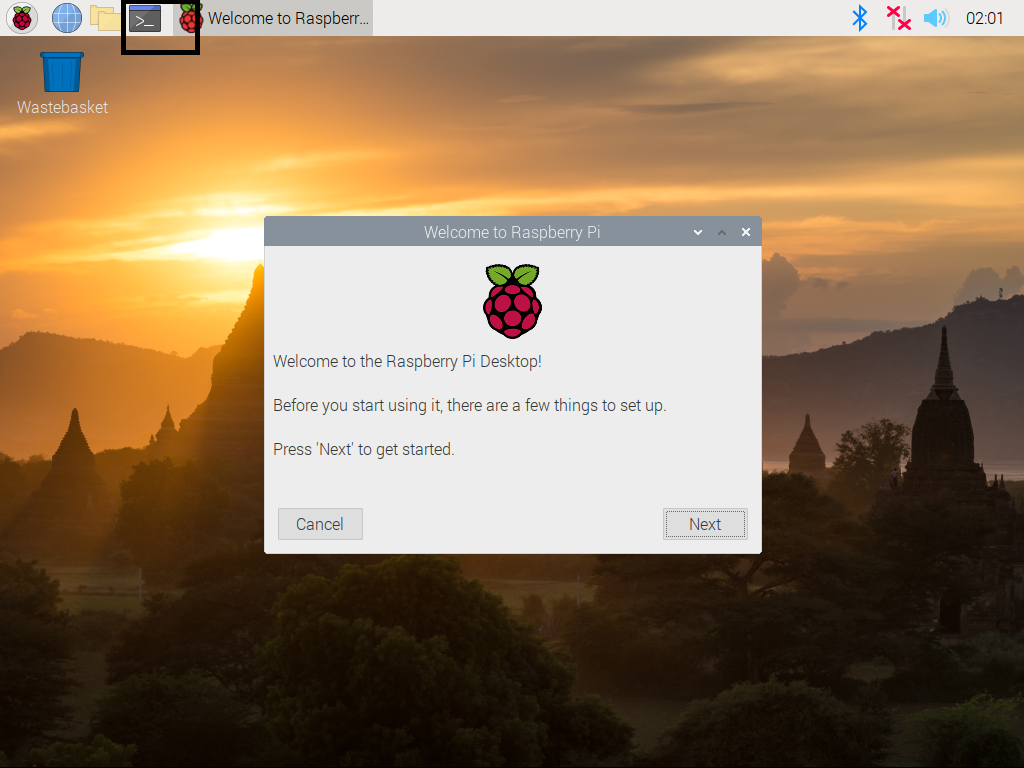 Welcome to Raspberr...
02:01
Wastebasket
Welcome to Raspberry Pi
Welcome to the Raspberry Pi Desktop!
Before you start using it, there are a few things to set up.
Press 'Next' to get started.
Cancel
Next